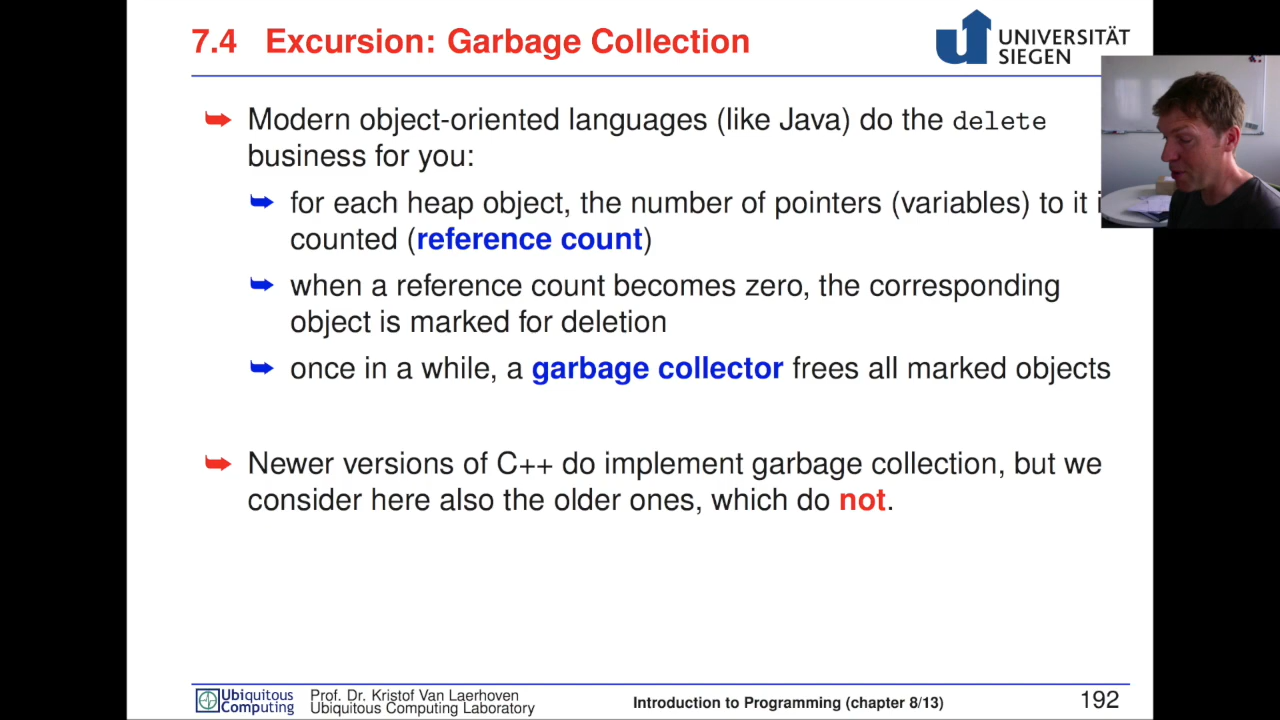 7.4 Excursion: Garbage Collection
UNIVERSITÄT
SIEGEN
Modern object-oriented languages (like Java) do the delete
business for you:
for each heap object, the number of pointers (variables) to it
counted (reference count)
when a reference count becomes zero, the corresponding
object is marked for deletion
once in a while, a garbage collector frees all marked objects
Newer versions of C++ do implement garbage collection, but we
consider here also the older ones, which do not.
Ubiquitous
Computing
Prof. Dr. Kristof Van Laerhoven
Ubiquitous Computing Laboratory
Introduction to Programming (chapter 8/13)
192